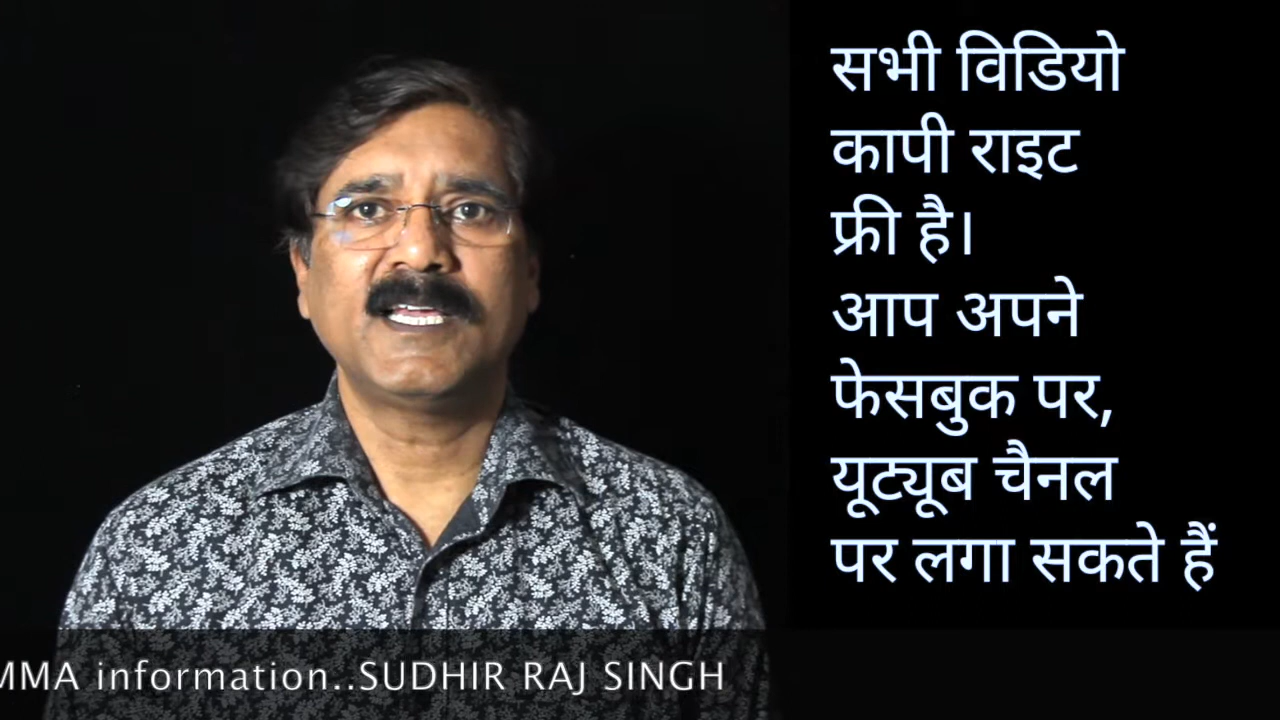 सभी विडियो
कापी राइट
फ्री है।
आप अपने
फेसबुक पर,
यूट्यूब चैनल
पर लगा सकते हैं
MMA information..SUDHIR RAJ SINGH